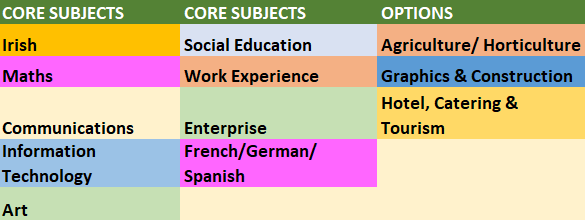 CORE SUBJECTS CORE SUBJECTS OPTIONS
Irish Social Education Agriculture/ Horticulture
Maths Work Experience Graphics & Construction
Hotel, Catering &
Communications Enterprise Tourism
Information French/German/
Technology Spanish
Art